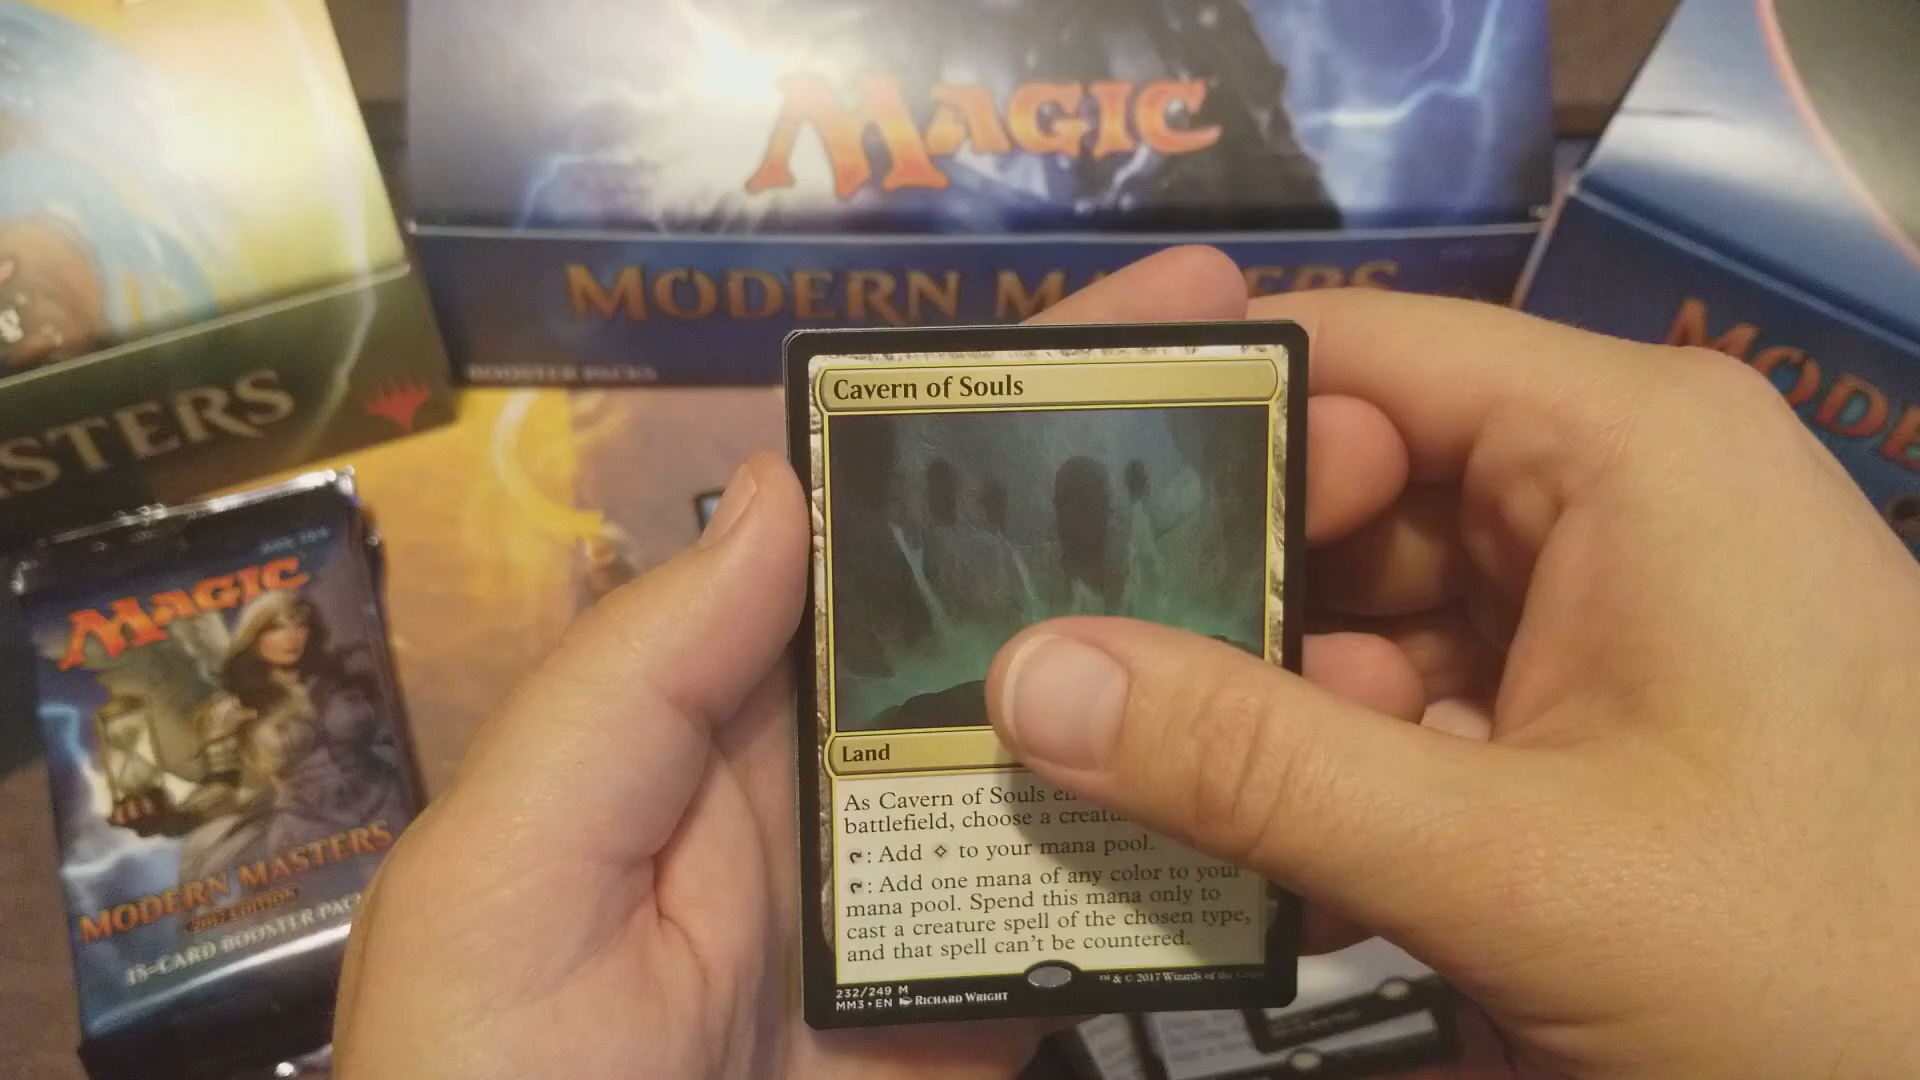 MAGIC
MODERN MASTERS
BOOSTER PACKS
STERS
MODE
MAGIC
MODERN MASTERS
2017 EDITION
15-CARD BOOSTER PACK
Cavern of Souls
Land
As Cavern of Souls
battlefield, choose a
: Add to your mana pool.
: Add one mana of any color to your
mana pool. Spend this mana only to
cast a creature spell of the chosen type,
and that spell can't be countered.
232/249 M
MM3 • EN RICHARD WRIGHT
™ & © 2017 Wizards of the Coast